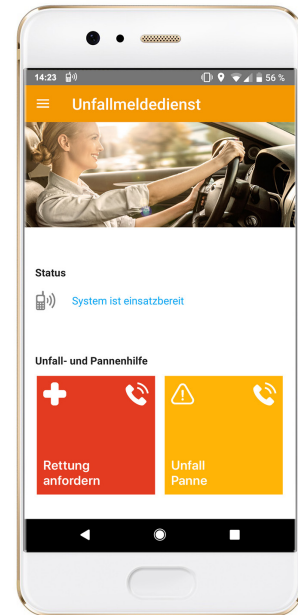 14:23 56 %
Unfallmeldedienst
Status
System ist einsatzbereit
Unfall- und Pannenhilfe
Rettung
anfordern
Unfall
Panne